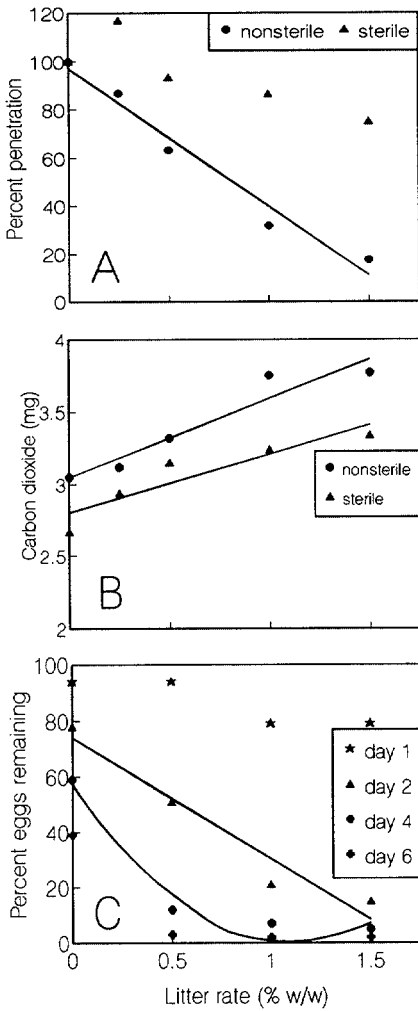 120
100
80
60
40
20
0
Percent penetration
nonsterile sterile
A
4
3.5
3
2.5
2
Carbon dioxide (mg)
nonsterile
sterile
B
100
80
60
40
20
0
Percent eggs remaining
day 1
day 2
day 4
day 6
C
0 0.5 1.0 1.5
Litter rate (% w/w)